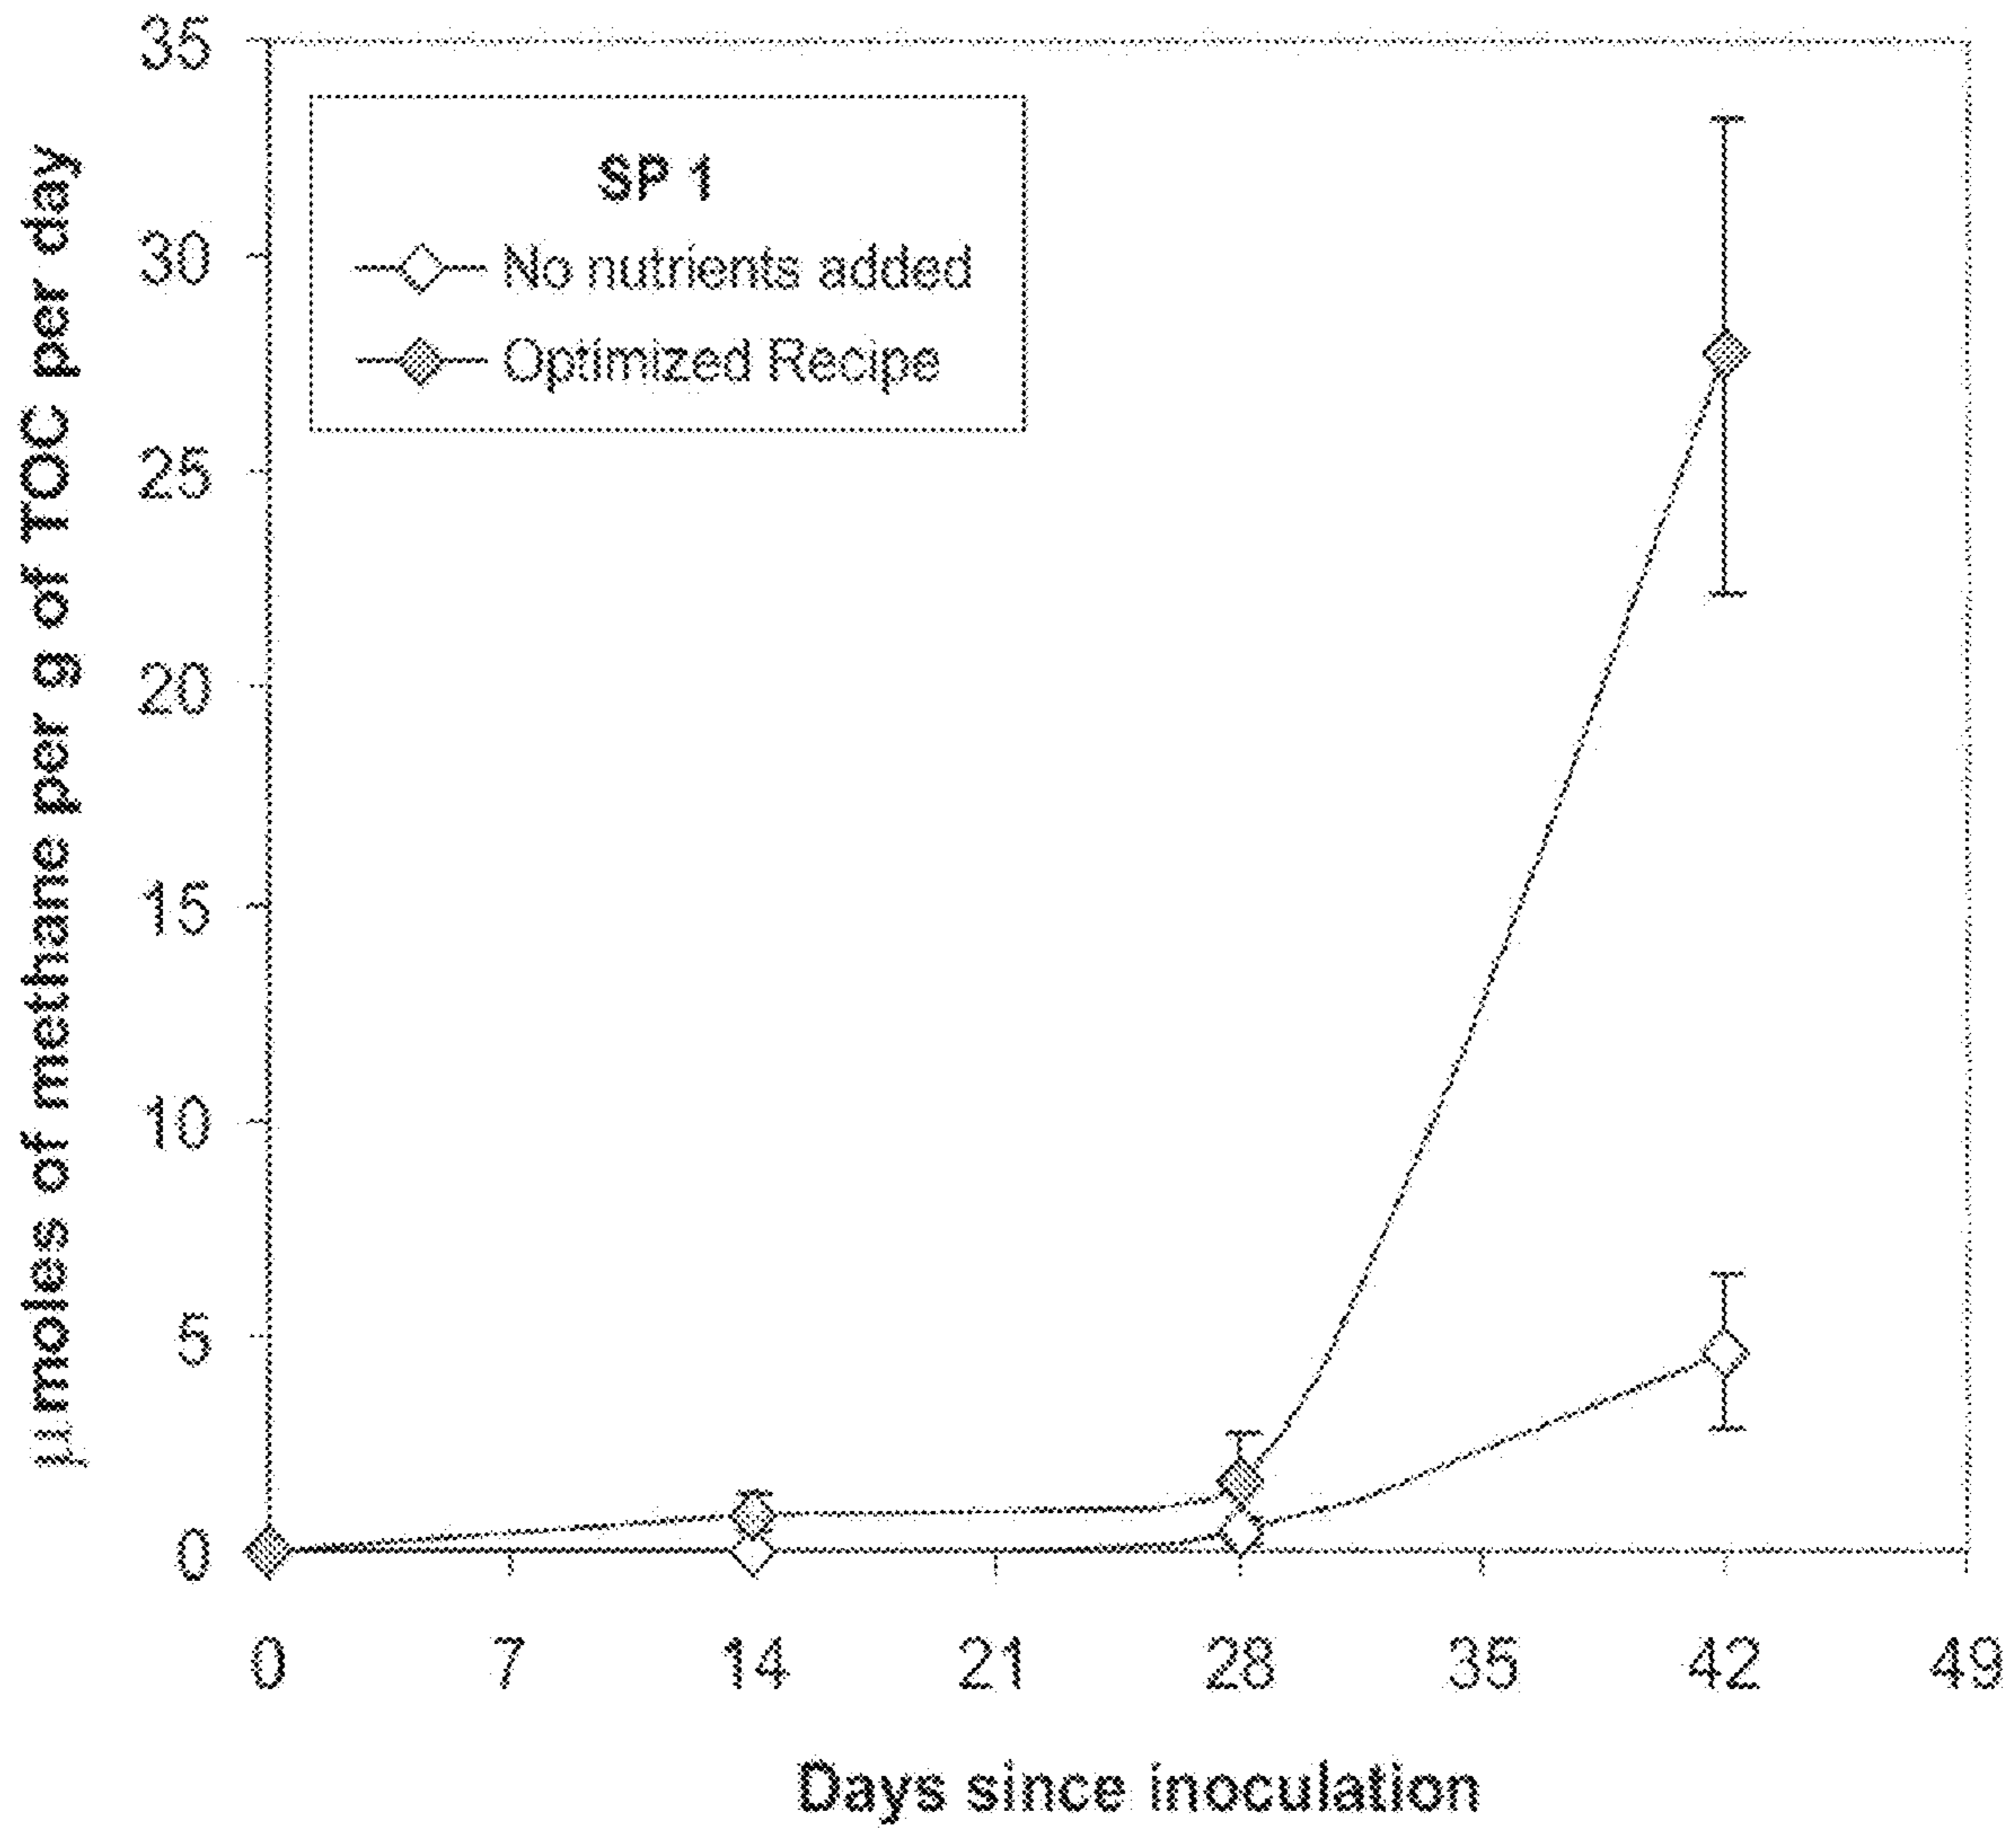 35
30
25
20
15
10
5
0
µmoles of methane per g of TOC per day
SP 1
No nutrients added
Optimized Recipe
0 7 14 21 28 35 42 49
Days since inoculation